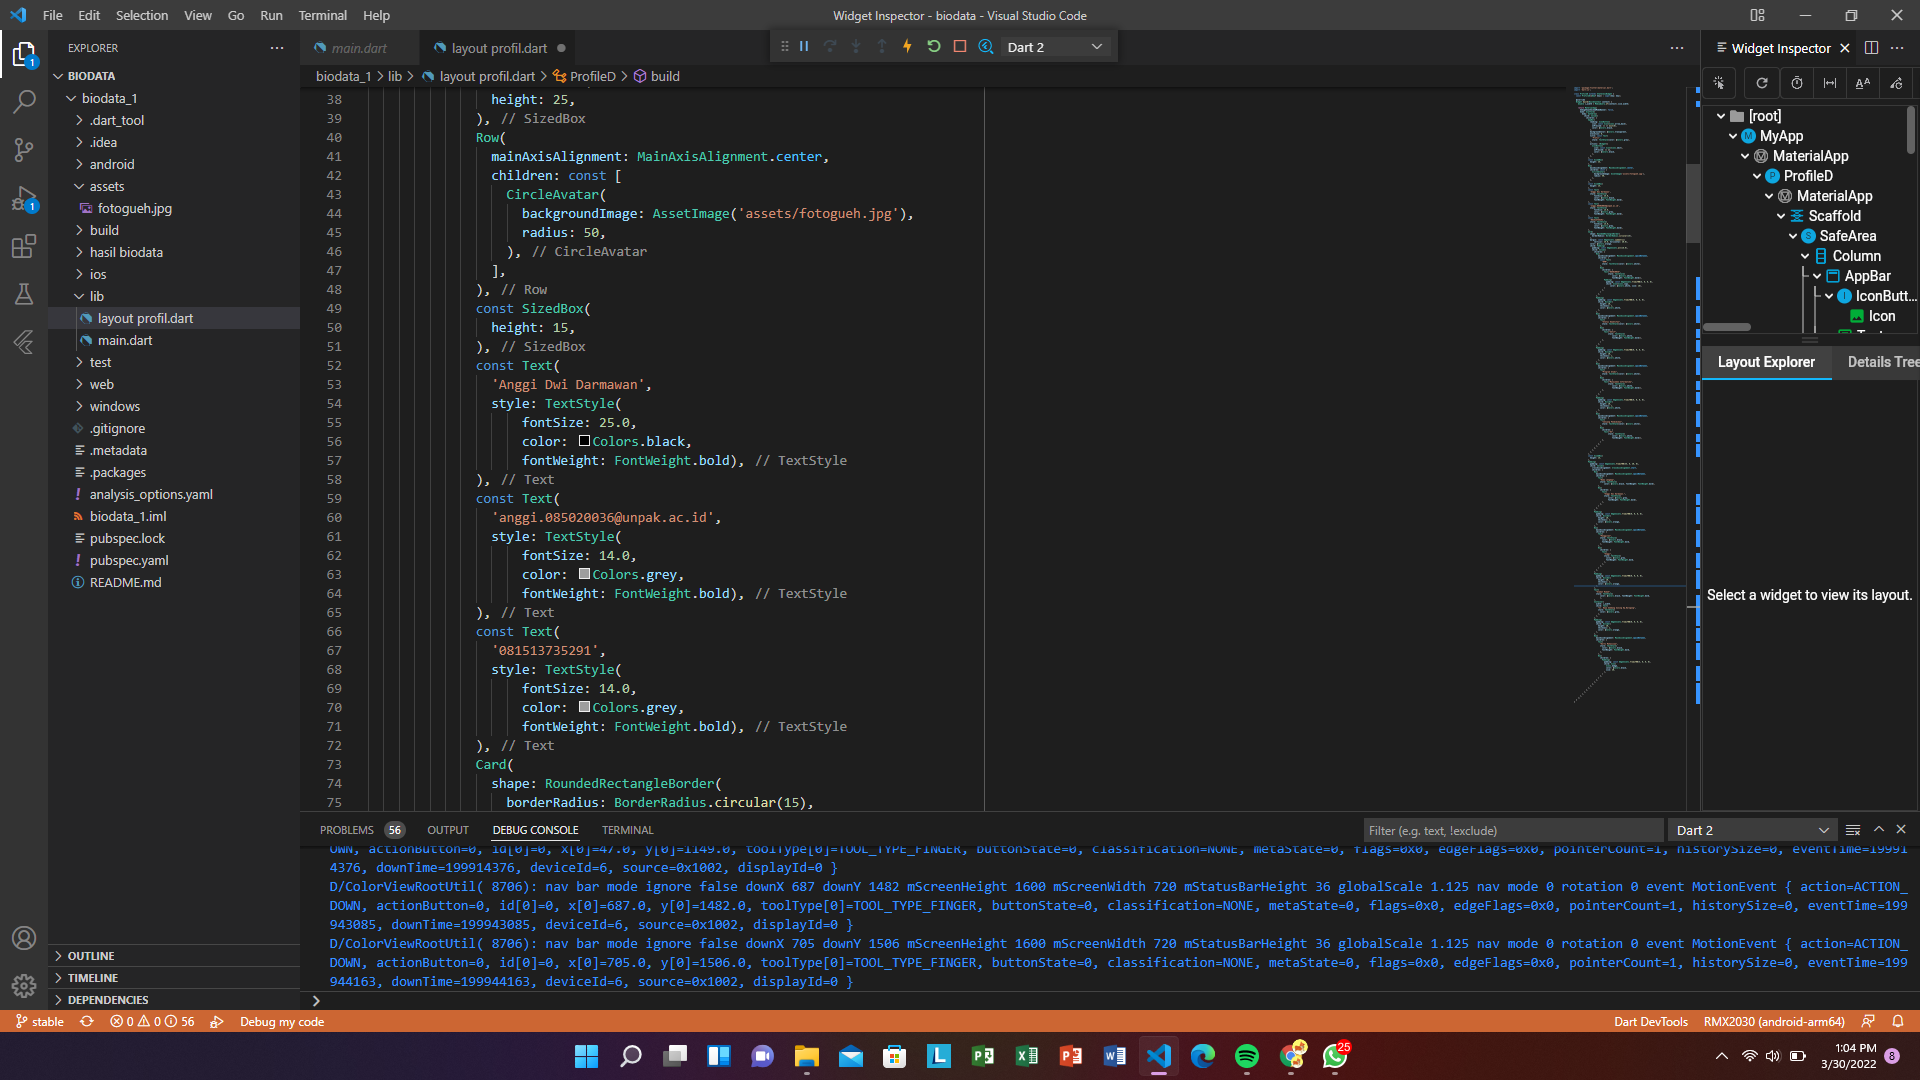 File Edit Selection View Go Run Terminal Help
Widget Inspector - biodata - Visual Studio Code
EXPLORER
BIODATA
biodata_1
.dart_tool
.idea
android
assets
fotogueh.jpg
build
hasil biodata
ios
lib
layout profil.dart
main.dart
test
web
windows
.gitignore
.metadata
.packages
analysis_options.yaml
biodata_1.iml
pubspec.lock
pubspec.yaml
README.md
OUTLINE
TIMELINE
DEPENDENCIES
main.dart
layout profil.dart
Dart 2
biodata_1 > lib > layout profil.dart > ProfileD > build
38 height: 25,
39 ), // SizedBox
40 Row(
41 mainAxisAlignment: MainAxisAlignment.center,
42 children: const [
43 CircleAvatar(
44 backgroundImage: AssetImage('assets/fotogueh.jpg'),
45 radius: 50,
46 ), // CircleAvatar
47 ],
48 ), // Row
49 const SizedBox(
50 height: 15,
51 ), // SizedBox
52 const Text(
53 'Anggi Dwi Darmawan',
54 style: TextStyle(
55 fontSize: 25.0,
56 color: Colors.black,
57 fontWeight: FontWeight.bold), // TextStyle
58 ), // Text
59 const Text(
60 'anggi.085020036@unpak.ac.id',
61 style: TextStyle(
62 fontSize: 14.0,
63 color: Colors.grey,
64 fontWeight: FontWeight.bold), // TextStyle
65 ), // Text
66 const Text(
67 '081513735291',
68 style: TextStyle(
69 fontSize: 14.0,
70 color: Colors.grey,
71 fontWeight: FontWeight.bold), // TextStyle
72 ), // Text
73 Card(
74 shape: RoundedRectangleBorder(
75 borderRadius: BorderRadius.circular(15),
Widget Inspector
[root]
MyApp
MaterialApp
ProfileD
MaterialApp
Scaffold
SafeArea
Column
AppBar
IconButt...
Icon
Layout Explorer Details Tree
Select a widget to view its layout.
PROBLEMS 56 OUTPUT DEBUG CONSOLE TERMINAL
Filter (e.g. text, !exclude)
Dart 2
OWN, actionButton=0, id[0]=0, x[0]=47.0, y[0]=1149.0, toolType[0]=TOOL_TYPE_FINGER, buttonState=0, classification=NONE, metaState=0, flags=0x0, edgeFlags=0x0, pointerCount=1, historySize=0, eventTime=19991
4376, downTime=199914376, deviceId=6, source=0x1002, displayId=0 }
D/ColorViewRootUtil( 8706): nav bar mode ignore false downX 687 downY 1482 mScreenHeight 1600 mScreenWidth 720 mStatusBarHeight 36 globalScale 1.125 nav mode 0 rotation 0 event MotionEvent { action=ACTION_
DOWN, actionButton=0, id[0]=0, x[0]=687.0, y[0]=1482.0, toolType[0]=TOOL_TYPE_FINGER, buttonState=0, classification=NONE, metaState=0, flags=0x0, edgeFlags=0x0, pointerCount=1, historySize=0, eventTime=199
943085, downTime=199943085, deviceId=6, source=0x1002, displayId=0 }
D/ColorViewRootUtil( 8706): nav bar mode ignore false downX 705 downY 1506 mScreenHeight 1600 mScreenWidth 720 mStatusBarHeight 36 globalScale 1.125 nav mode 0 rotation 0 event MotionEvent { action=ACTION_
DOWN, actionButton=0, id[0]=0, x[0]=705.0, y[0]=1506.0, toolType[0]=TOOL_TYPE_FINGER, buttonState=0, classification=NONE, metaState=0, flags=0x0, edgeFlags=0x0, pointerCount=1, historySize=0, eventTime=199
944163, downTime=199944163, deviceId=6, source=0x1002, displayId=0 }
stable 0 0 56 Debug my code
Dart DevTools RMX2030 (android-arm64)
25
1:04 PM
3/30/2022
8